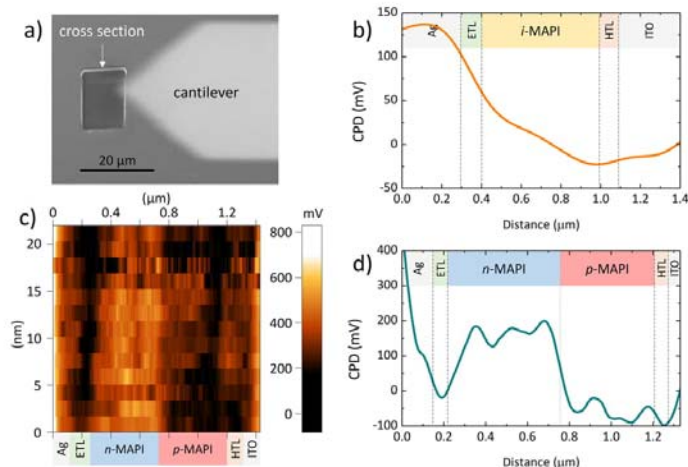 a)
cross section
cantilever
20 μm
b)
Ag ETL i-MAPI HTL ITO
CPD (mV)
150
100
50
0
-50
0.0 0.2 0.4 0.6 0.8 1.0 1.2 1.4
Distance (μm)
c)
(μm)
0 0.4 0.8 1.2
mV
20
15
10
5
0
(nm)
800
600
400
200
0
Ag ETL n-MAPI p-MAPI HTL ITO
d)
Ag ETL n-MAPI p-MAPI HTL ITO
CPD (mV)
400
300
200
100
0
-100
0.0 0.2 0.4 0.6 0.8 1.0 1.2
Distance (μm)